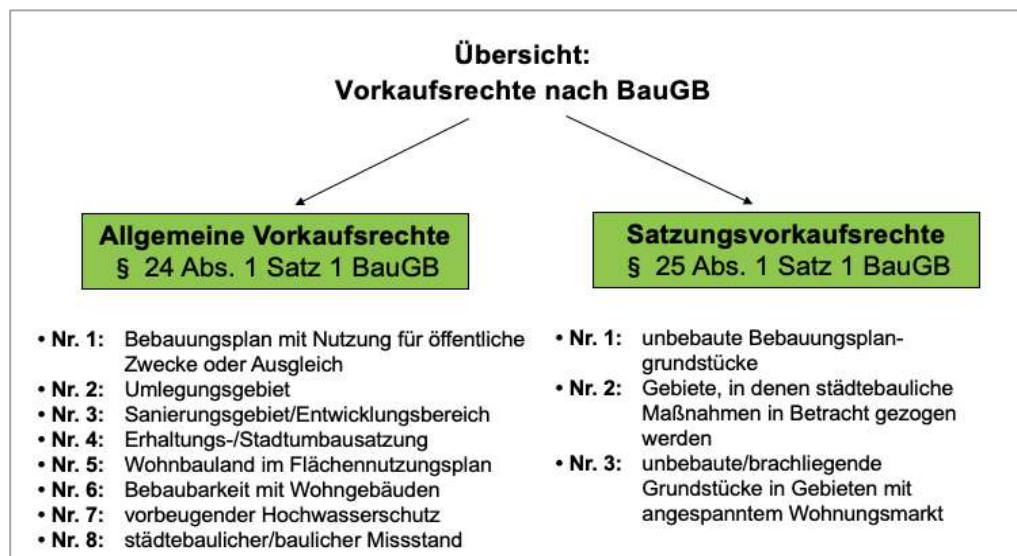 Übersicht:
Vorkaufsrechte nach BauGB
Allgemeine Vorkaufsrechte
§ 24 Abs. 1 Satz 1 BauGB
• Nr. 1: Bebauungsplan mit Nutzung für öffentliche
Zwecke oder Ausgleich
• Nr. 2: Umlegungsgebiet
• Nr. 3: Sanierungsgebiet/Entwicklungsbereich
• Nr. 4: Erhaltungs-/Stadtumbausatzung
• Nr. 5: Wohnbauland im Flächennutzungsplan
• Nr. 6: Bebaubarkeit mit Wohngebäuden
• Nr. 7: vorbeugender Hochwasserschutz
• Nr. 8: städtebaulicher/baulicher Missstand
Satzungsvorkaufsrechte
§ 25 Abs. 1 Satz 1 BauGB
• Nr. 1: unbebaute Bebauungsplan-
grundstücke
• Nr. 2: Gebiete, in denen städtebauliche
Maßnahmen in Betracht gezogen
werden
• Nr. 3: unbebaute/brachliegende
Grundstücke in Gebieten mit
angespanntem Wohnungsmarkt